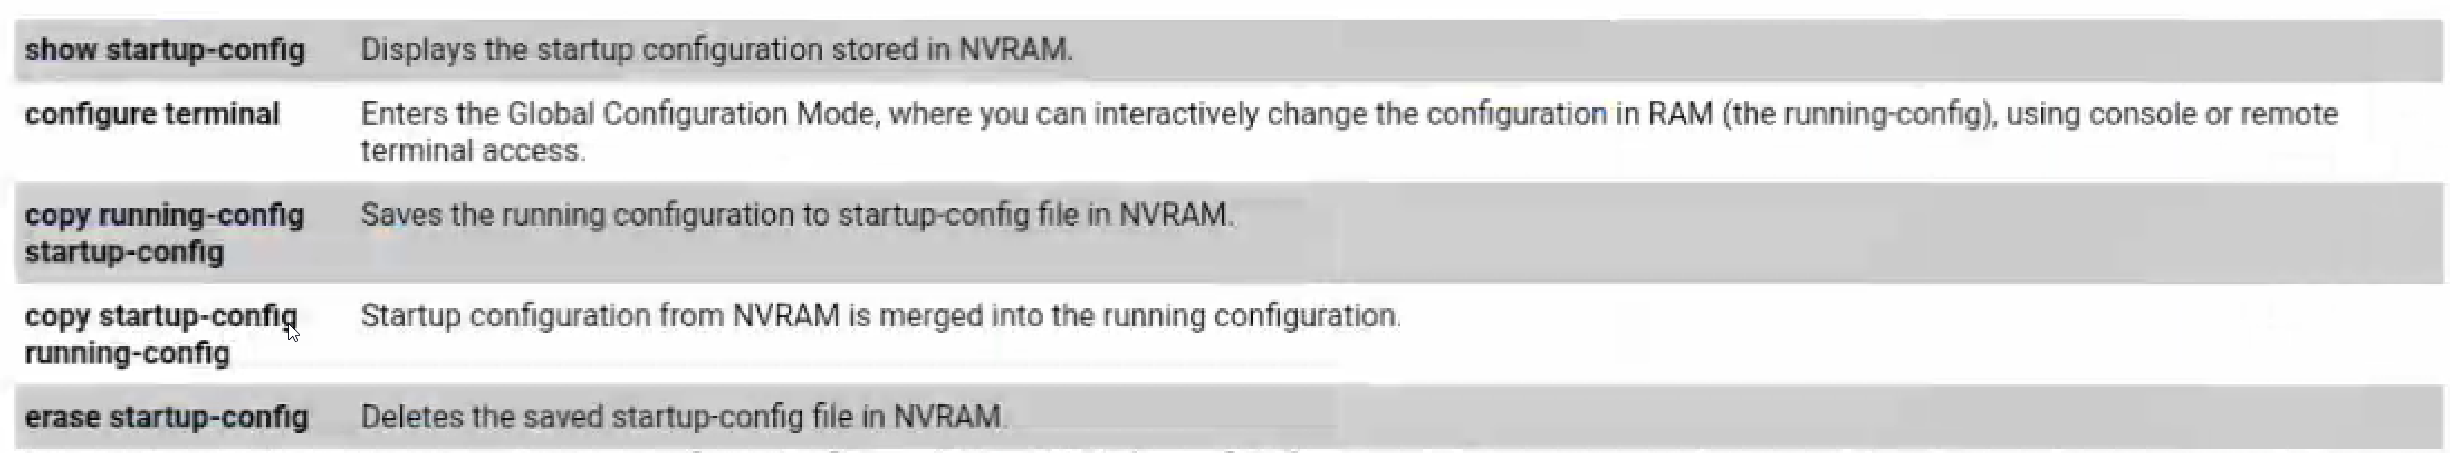 show startup-config Displays the startup configuration stored in NVRAM.
configure terminal Enters the Global Configuration Mode, where you can interactively change the configuration in RAM (the running-config), using console or remote
terminal access.
copy running-config Saves the running configuration to startup-config file in NVRAM.
startup-config
copy startup-config Startup configuration from NVRAM is merged into the running configuration.
running-config
erase startup-config Deletes the saved startup-config file in NVRAM.